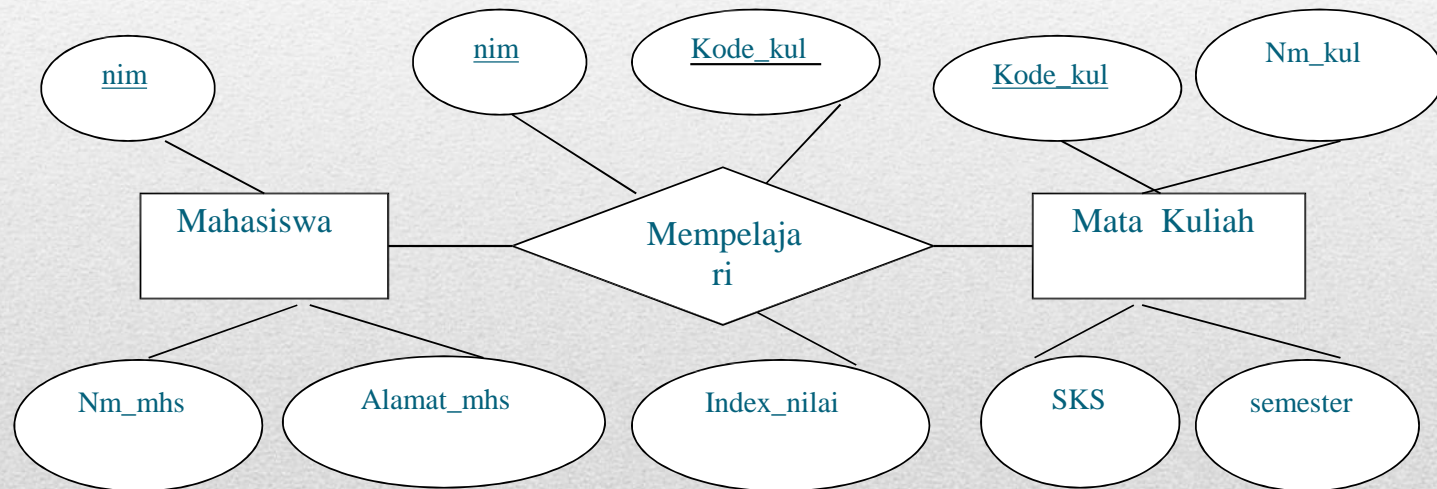 nim
nim
Kode_kul
Kode_kul
Nm_kul
Mahasiswa
Mempelaja
ri
Mata Kuliah
Nm_mhs
Alamat_mhs
Index_nilai
SKS
semester